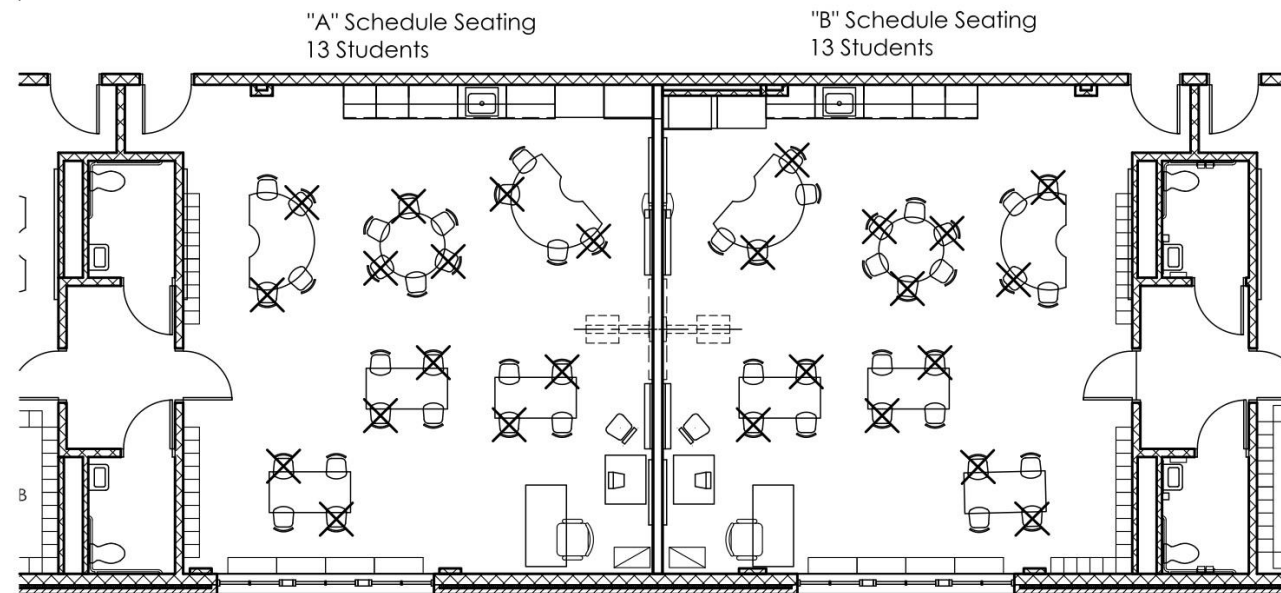 "A" Schedule Seating
13 Students
"B" Schedule Seating
13 Students
B